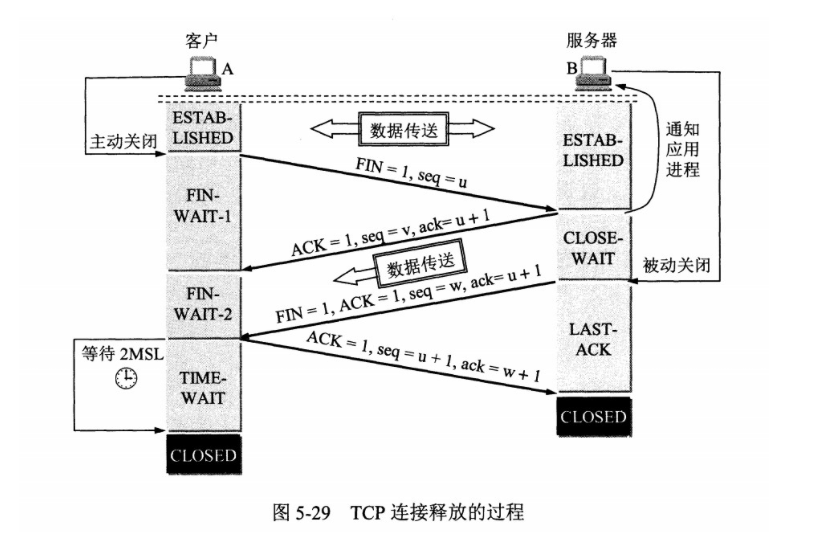 客户
服务器
A
B
ESTAB-
LISHED
数据传送
主动关闭
ESTAB-
LISHED
通知
应用
进程
FIN = 1, seq = u
FIN-
WAIT-1
ACK = 1, seq = v, ack= u + 1
CLOSE-
WAIT
数据传送
被动关闭
FIN-
WAIT-2
FIN = 1, ACK = 1, seq = w, ack= u + 1
LAST-
ACK
ACK = 1, seq = u + 1, ack = w + 1
等待 2MSL
TIME-
WAIT
CLOSED
CLOSED
图 5-29 TCP 连接释放的过程